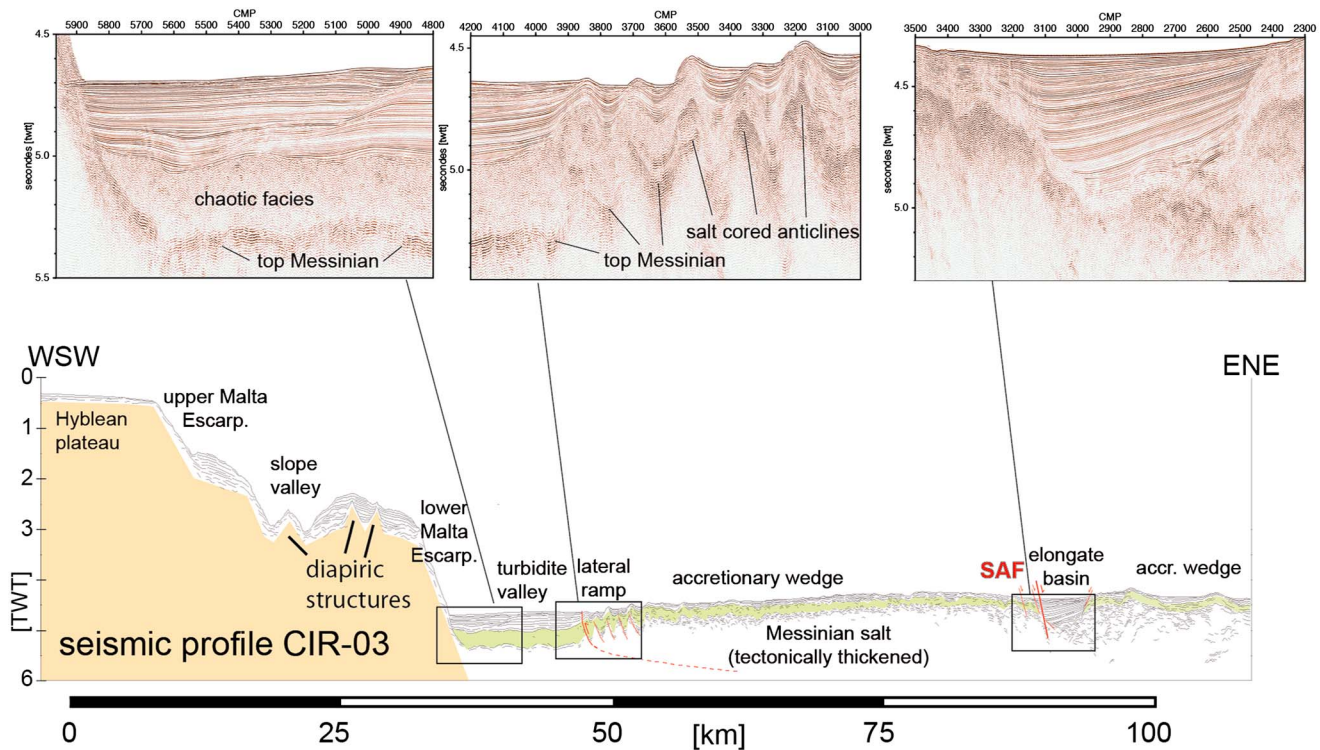 CMP
5900 5800 5700 5600 5500 5400 5300 5200 5100 5000 4900 4800
4.5
5.0
5.5
secondes [twtt]
chaotic facies
top Messinian
CMP
4200 4100 4000 3900 3800 3700 3600 3500 3400 3300 3200 3100 3000
4.5
5.0
secondes [twtt]
salt cored anticlines
top Messinian
CMP
3500 3400 3300 3200 3100 3000 2900 2800 2700 2600 2500 2400 2300
4.5
5.0
secondes [twtt]
WSW
ENE
0
1
2
3
[TWT]
6
Hyblean
plateau
upper Malta
Escarp.
slope
valley
diapiric
structures
lower
Malta
Escarp.
turbidite
valley
lateral
ramp
accretionary wedge
SAF
elongate
basin
accr. wedge
Messinian salt
(tectonically thickened)
seismic profile CIR-03
0 25 50 [km] 75 100